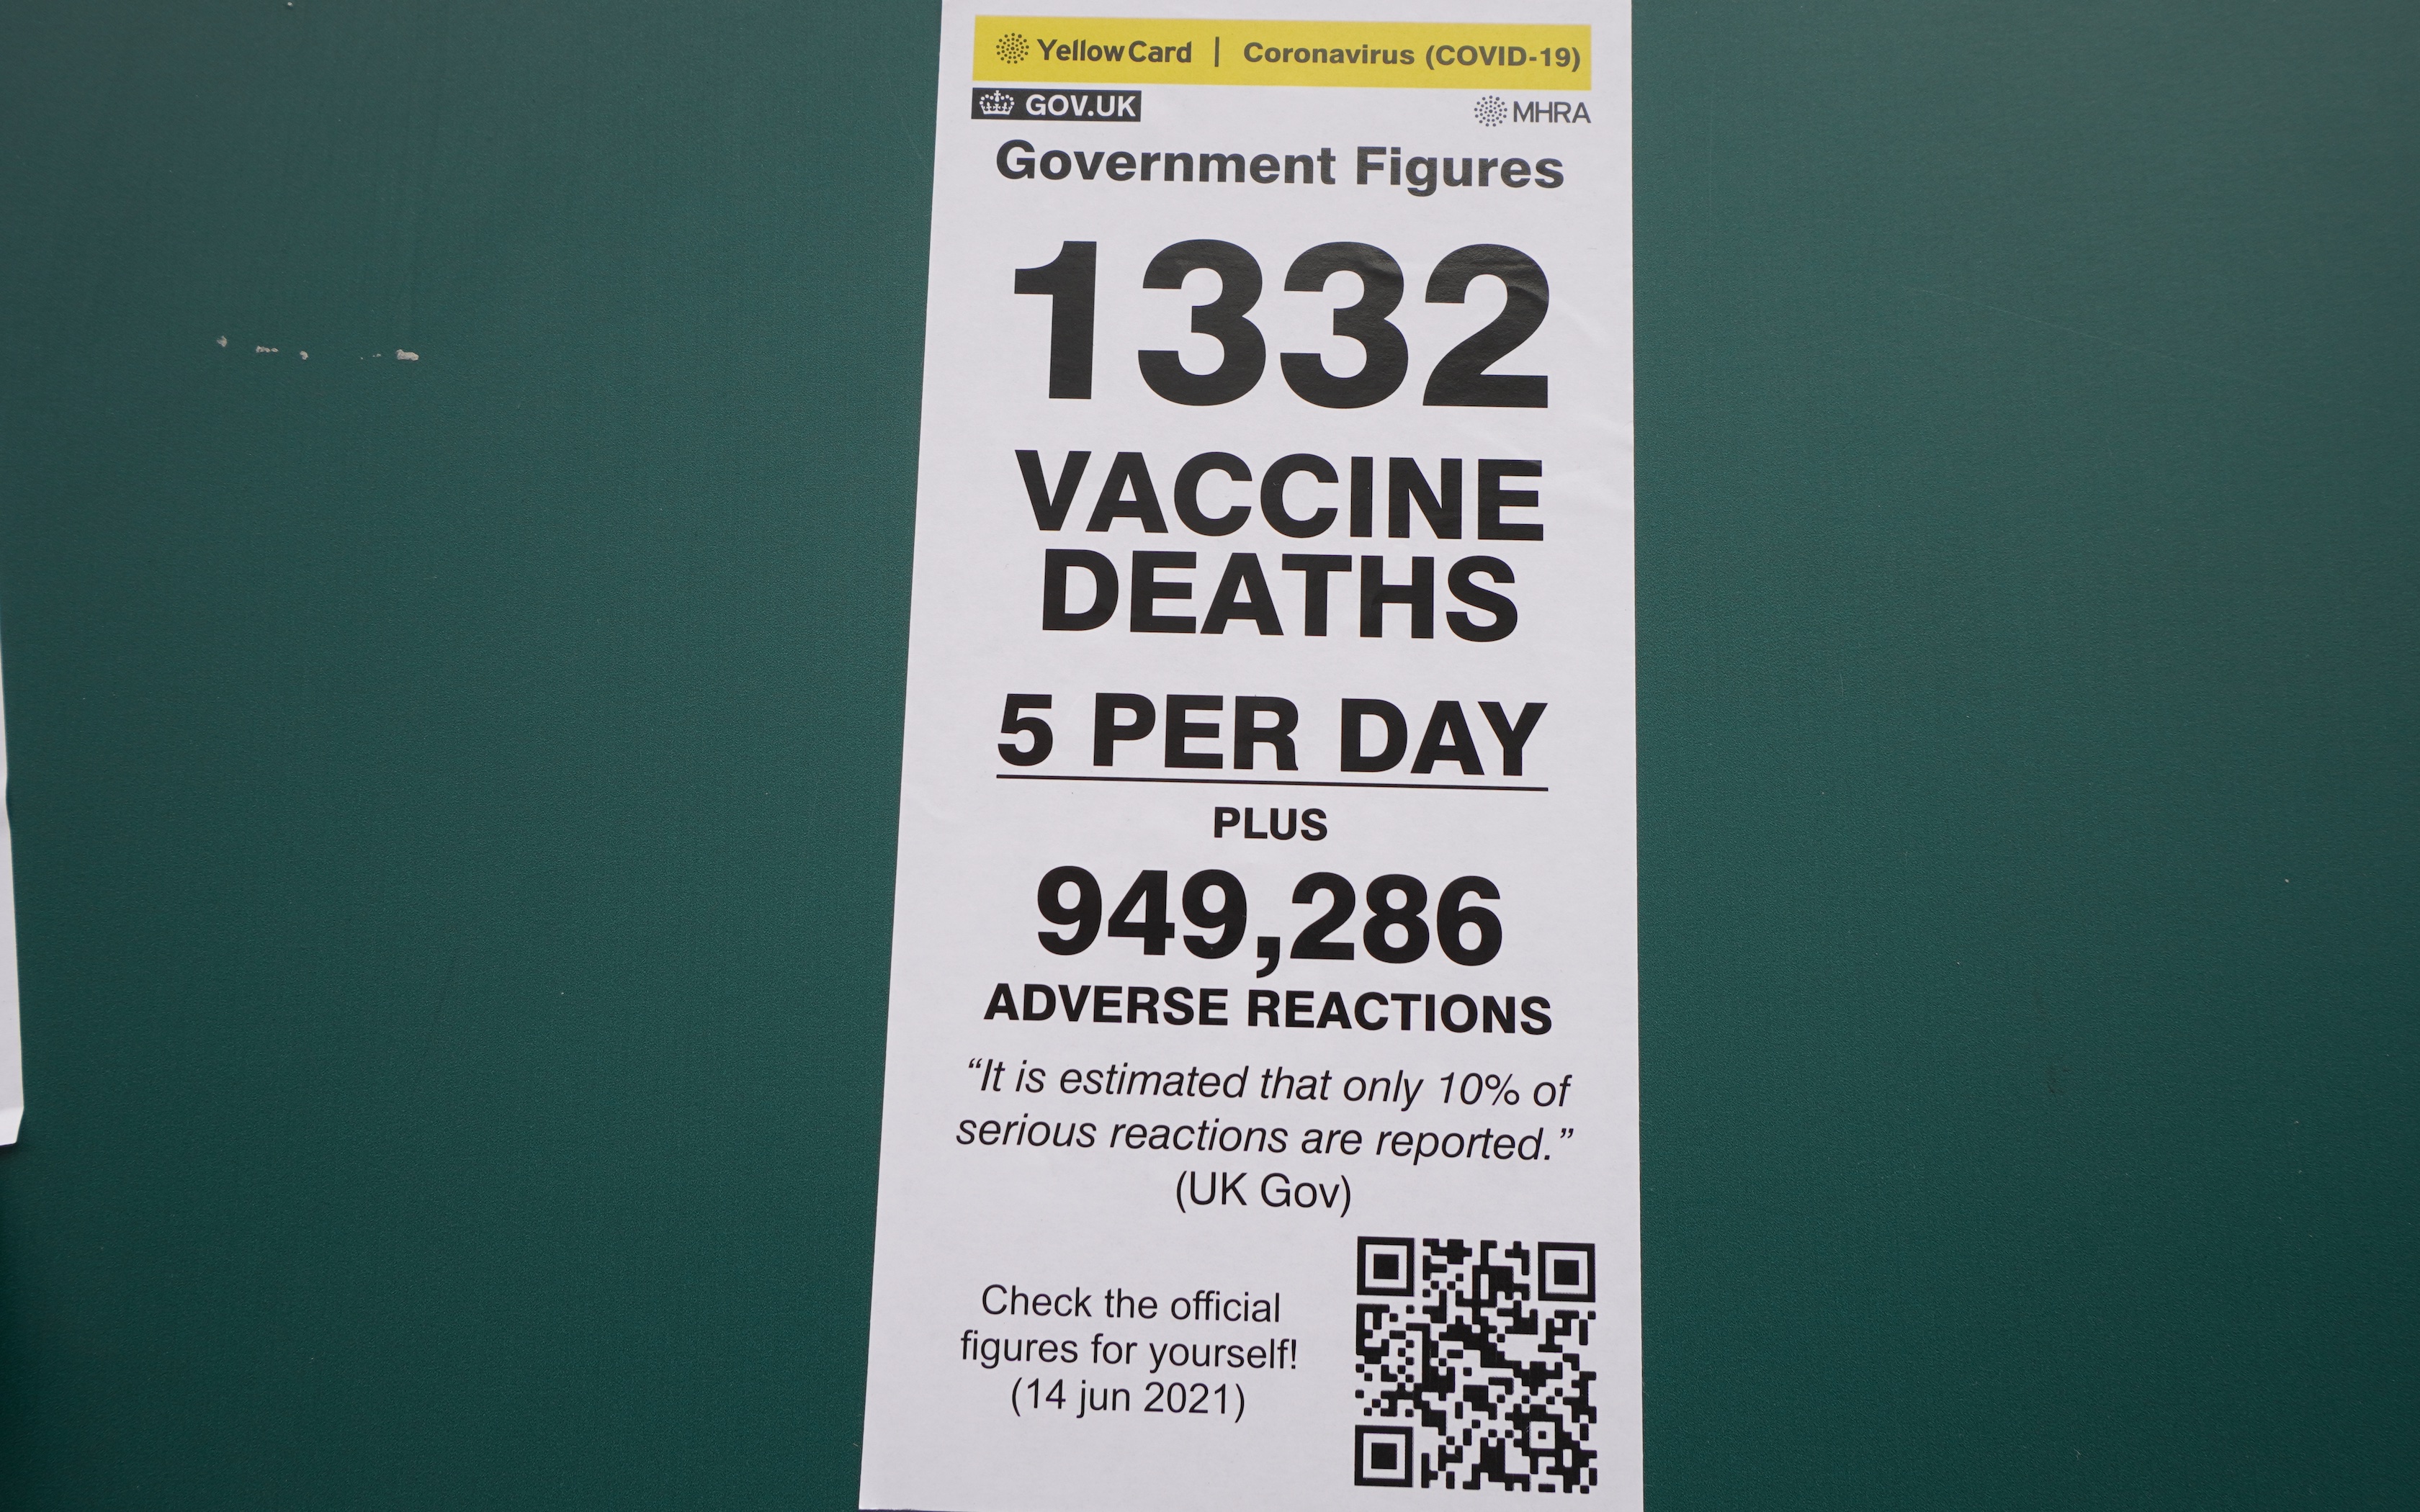 YellowCard | Coronavirus (COVID-19)
GOV.UK MHRA
Government Figures
1332
VACCINE
DEATHS
5 PER DAY
PLUS
949,286
ADVERSE REACTIONS
“It is estimated that only 10% of
serious reactions are reported.”
(UK Gov)
Check the official
figures for yourself!
(14 jun 2021)